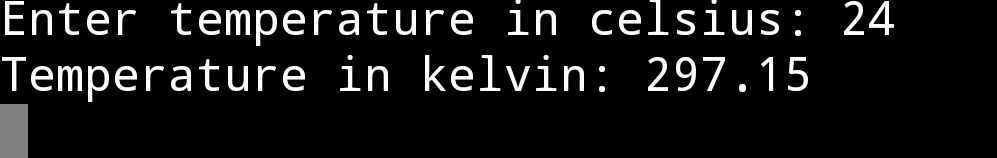 Enter temperature in celsius: 24
Temperature in kelvin: 297.15